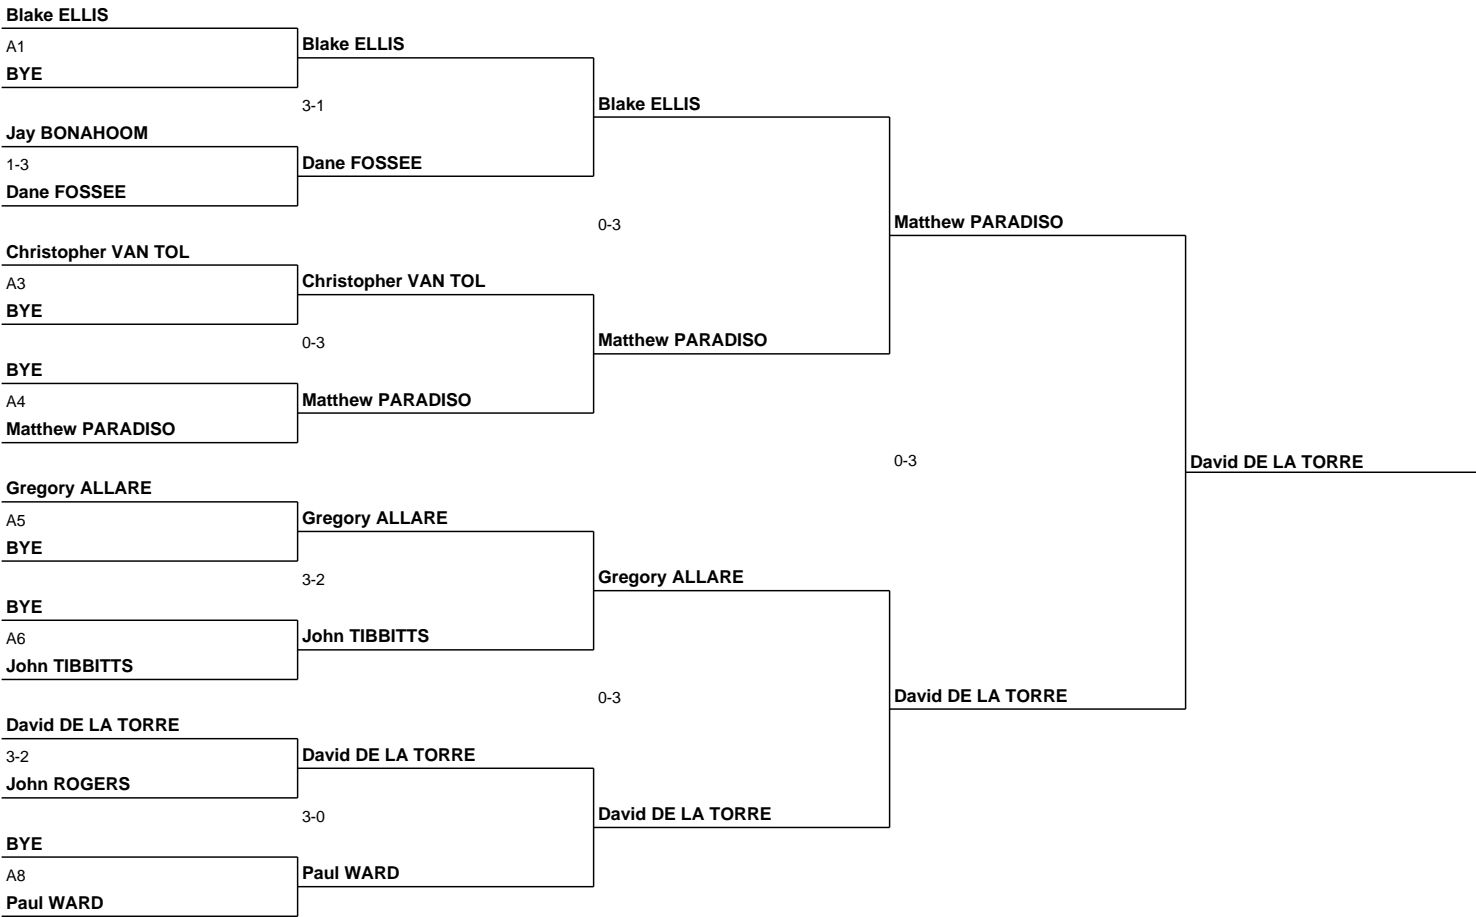 Blake ELLIS
A1
BYE
Jay BONAHOOM
1-3
Dane FOSSEE
Christopher VAN TOL
A3
BYE
BYE
A4
Matthew PARADISO
Gregory ALLARE
A5
BYE
BYE
A6
John TIBBITTS
David DE LA TORRE
3-2
John ROGERS
BYE
A8
Paul WARD
Blake ELLIS
3-1
Dane FOSSEE
Christopher VAN TOL
0-3
Matthew PARADISO
Gregory ALLARE
3-2
John TIBBITTS
David DE LA TORRE
3-0
Paul WARD
Blake ELLIS
0-3
Matthew PARADISO
Gregory ALLARE
0-3
David DE LA TORRE
Matthew PARADISO
0-3
David DE LA TORRE
David DE LA TORRE